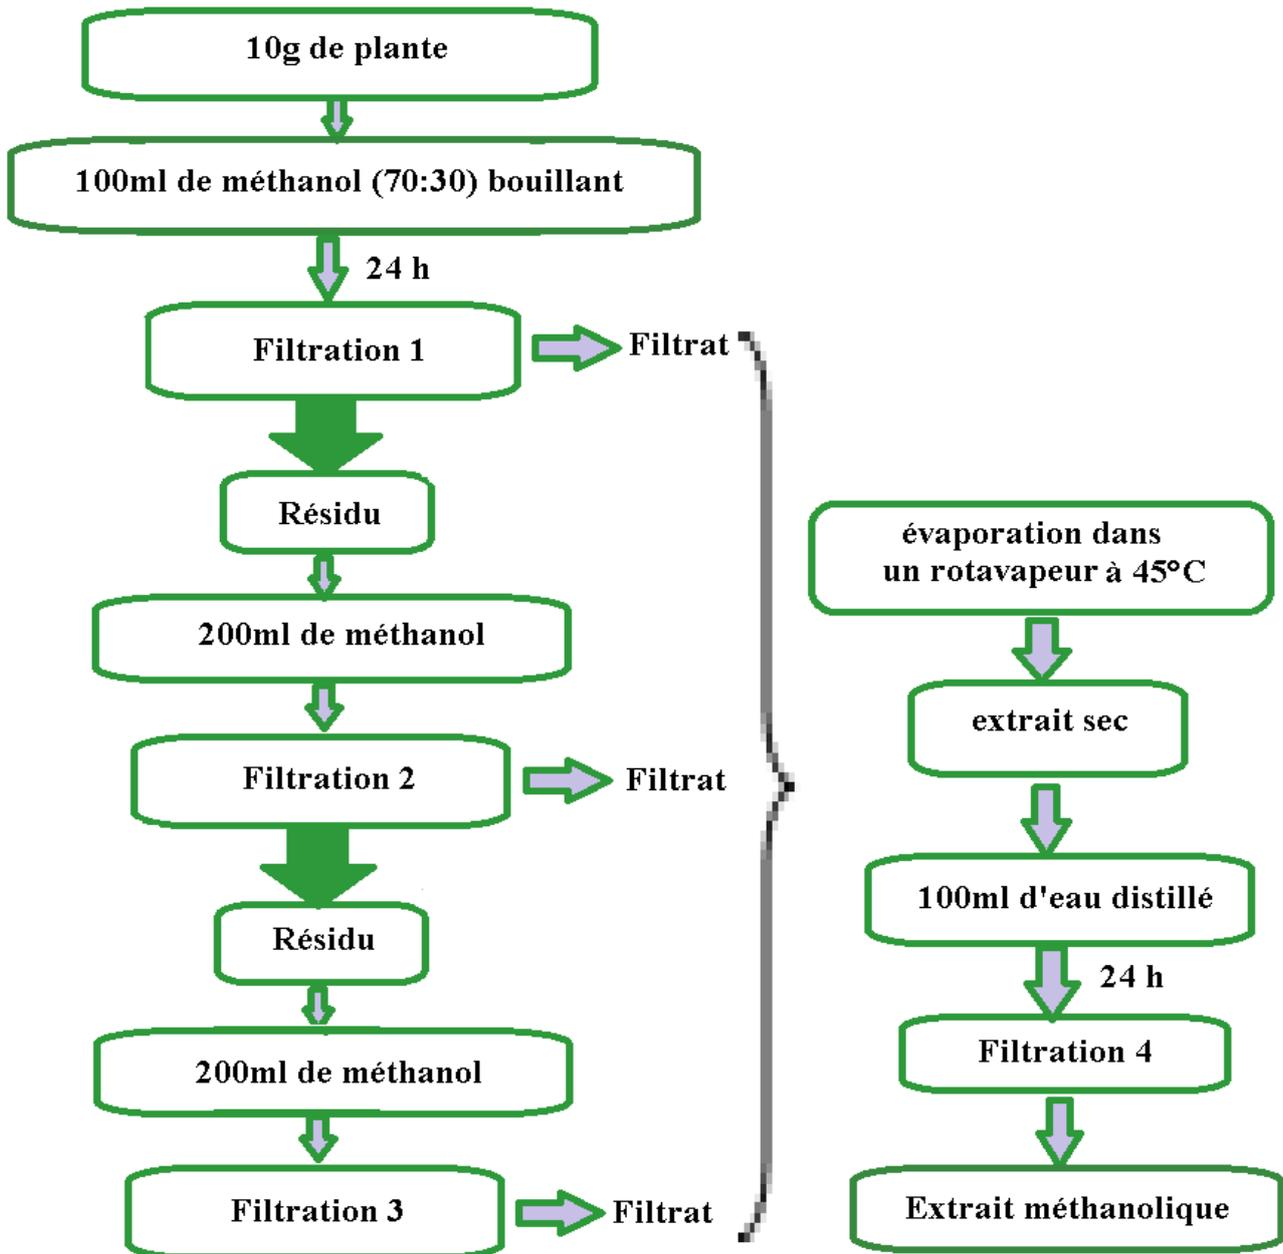 10g de plante
100ml de méthanol (70:30) bouillant
24 h
Filtration 1
Filtrat
Résidu
200ml de méthanol
Filtration 2
Filtrat
Résidu
200ml de méthanol
Filtration 3
Filtrat
évaporation dans
un rotavapeur à 45°C
extrait sec
100ml d'eau distillé
24 h
Filtration 4
Extrait méthanolique